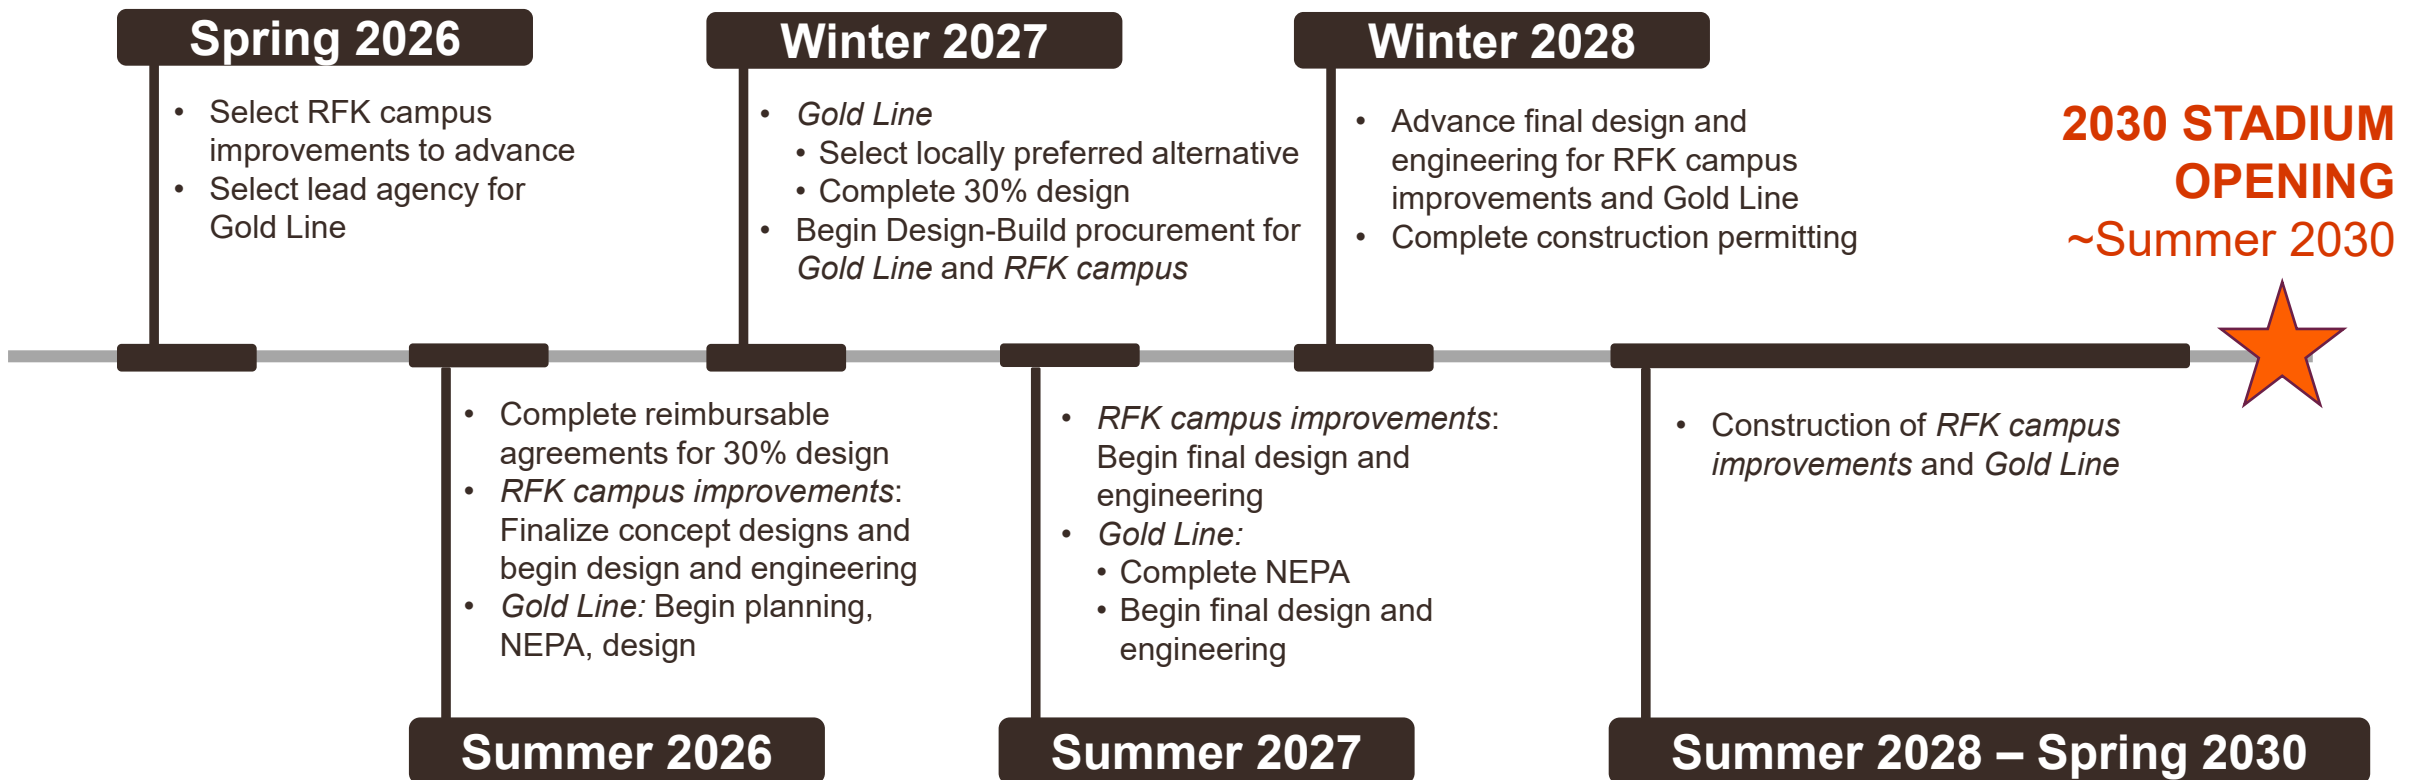 Spring 2026
• Select RFK campus
improvements to advance
• Select lead agency for
Gold Line
Winter 2027
• Gold Line
• Select locally preferred alternative
• Complete 30% design
• Begin Design-Build procurement for
Gold Line and RFK campus
Winter 2028
• Advance final design and
engineering for RFK campus
improvements and Gold Line
• Complete construction permitting
2030 STADIUM
OPENING
~Summer 2030
• Complete reimbursable
agreements for 30% design
• RFK campus improvements:
Finalize concept designs and
begin design and engineering
• Gold Line: Begin planning,
NEPA, design
Summer 2026
• RFK campus improvements:
Begin final design and
engineering
• Gold Line:
• Complete NEPA
• Begin final design and
engineering
Summer 2027
• Construction of RFK campus
improvements and Gold Line
Summer 2028 – Spring 2030